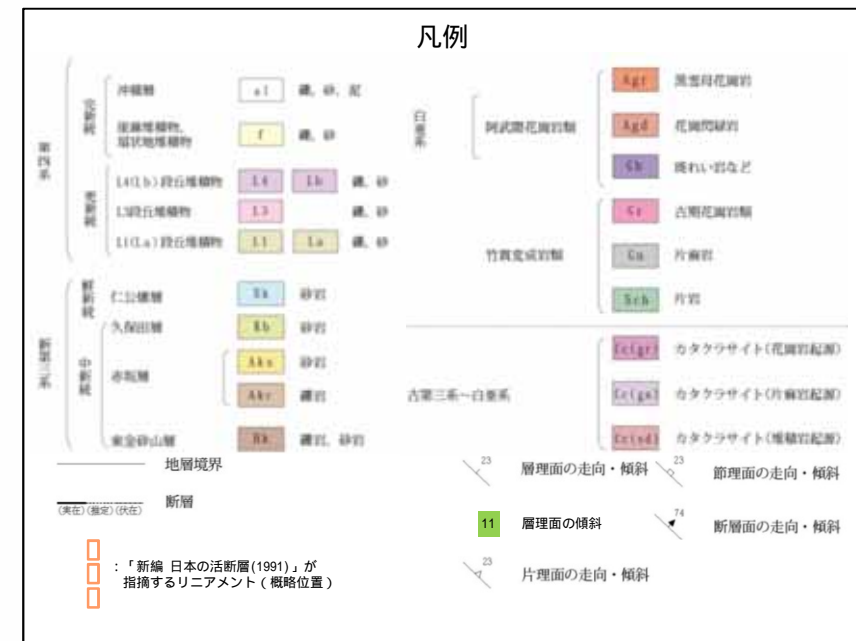 凡例
第四系
完新統
沖積層 al 礫、砂、泥
崖錐堆積物、
扇状地堆積物 f 礫、砂
更新統
L4(Lb)段丘堆積物 L4 Lb 礫、砂
L3段丘堆積物 L3 礫、砂
L1(La)段丘堆積物 L1 La 礫、砂
新第三系
鮮新統
仁公儀層 砂岩
中新統
久保田層 Kb 砂岩
赤坂層 砂岩
礫岩
東金砂山層 礫岩、砂岩
地層境界
(実在)(推定)(伏在) 断層
:「新編 日本の活断層(1991)」が
指摘するリニアメント(概略位置)
白亜系
阿武隈花崗岩類
Agr 黒雲母花崗岩
Agd 花崗閃緑岩
Gb 斑れい岩など
竹貫変成岩類
古期花崗岩類
Gn 片麻岩
Sch 片岩
古第三系~白亜系
Cc(gr) カタクラサイト(花崗岩起源)
Cc(gn) カタクラサイト(片麻岩起源)
Cc(sd) カタクラサイト(堆積岩起源)
23 層理面の走向・傾斜
23 節理面の走向・傾斜
11 層理面の傾斜
74 断層面の走向・傾斜
23 片理面の走向・傾斜